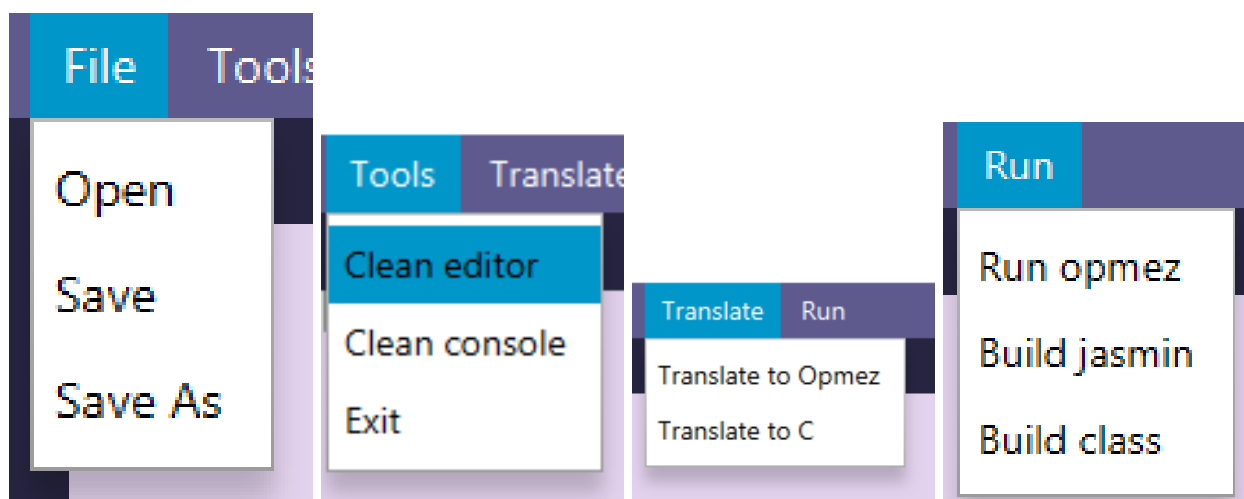 File Tools
Open
Save
Save As
Tools Translate
Clean editor
Clean console
Exit
Translate Run
Translate to Opmez
Translate to C
Run
Run opmez
Build jasmin
Build class